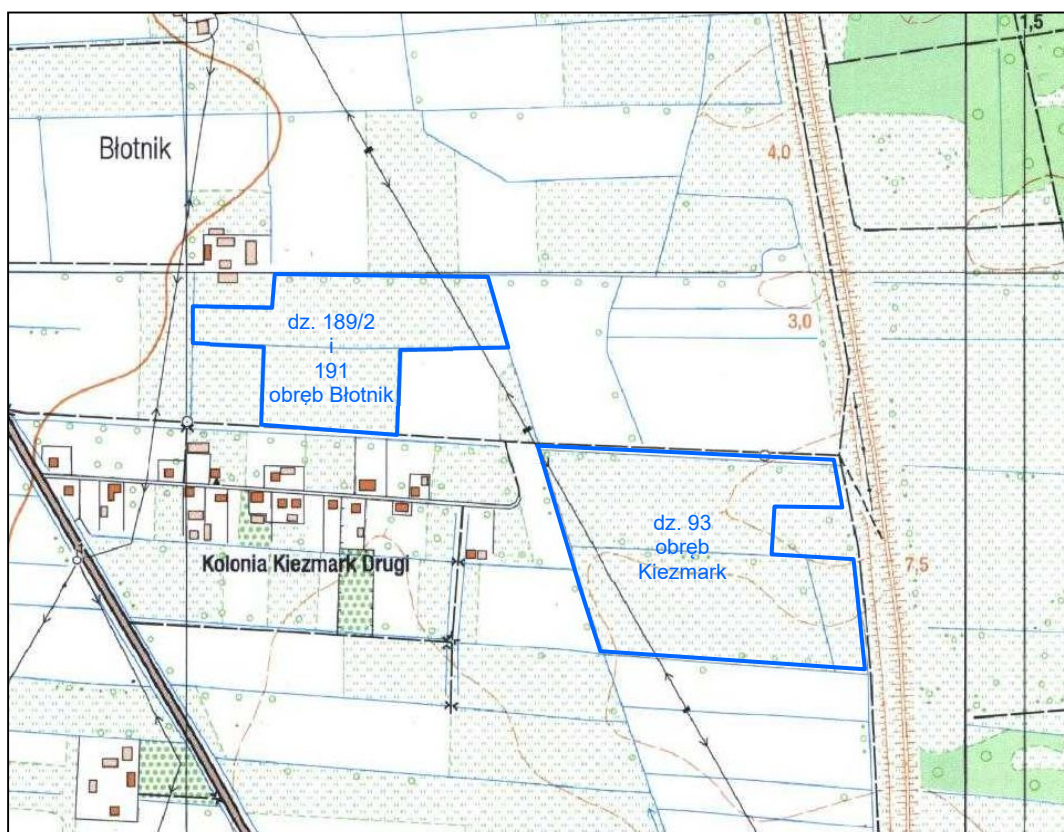 1,5
Błotnik
4,0
3,0
dz. 189/2
i
191
obręb Błotnik
dz. 93
obręb
Kiezmark
Kolonia Kiezmark Drugi
7,5